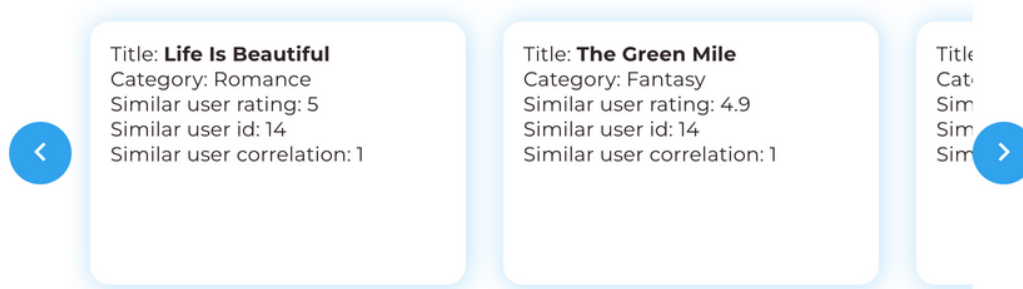 Title: Life Is Beautiful
Category: Romance
Similar user rating: 5
Similar user id: 14
Similar user correlation: 1
Title: The Green Mile
Category: Fantasy
Similar user rating: 4.9
Similar user id: 14
Similar user correlation: 1